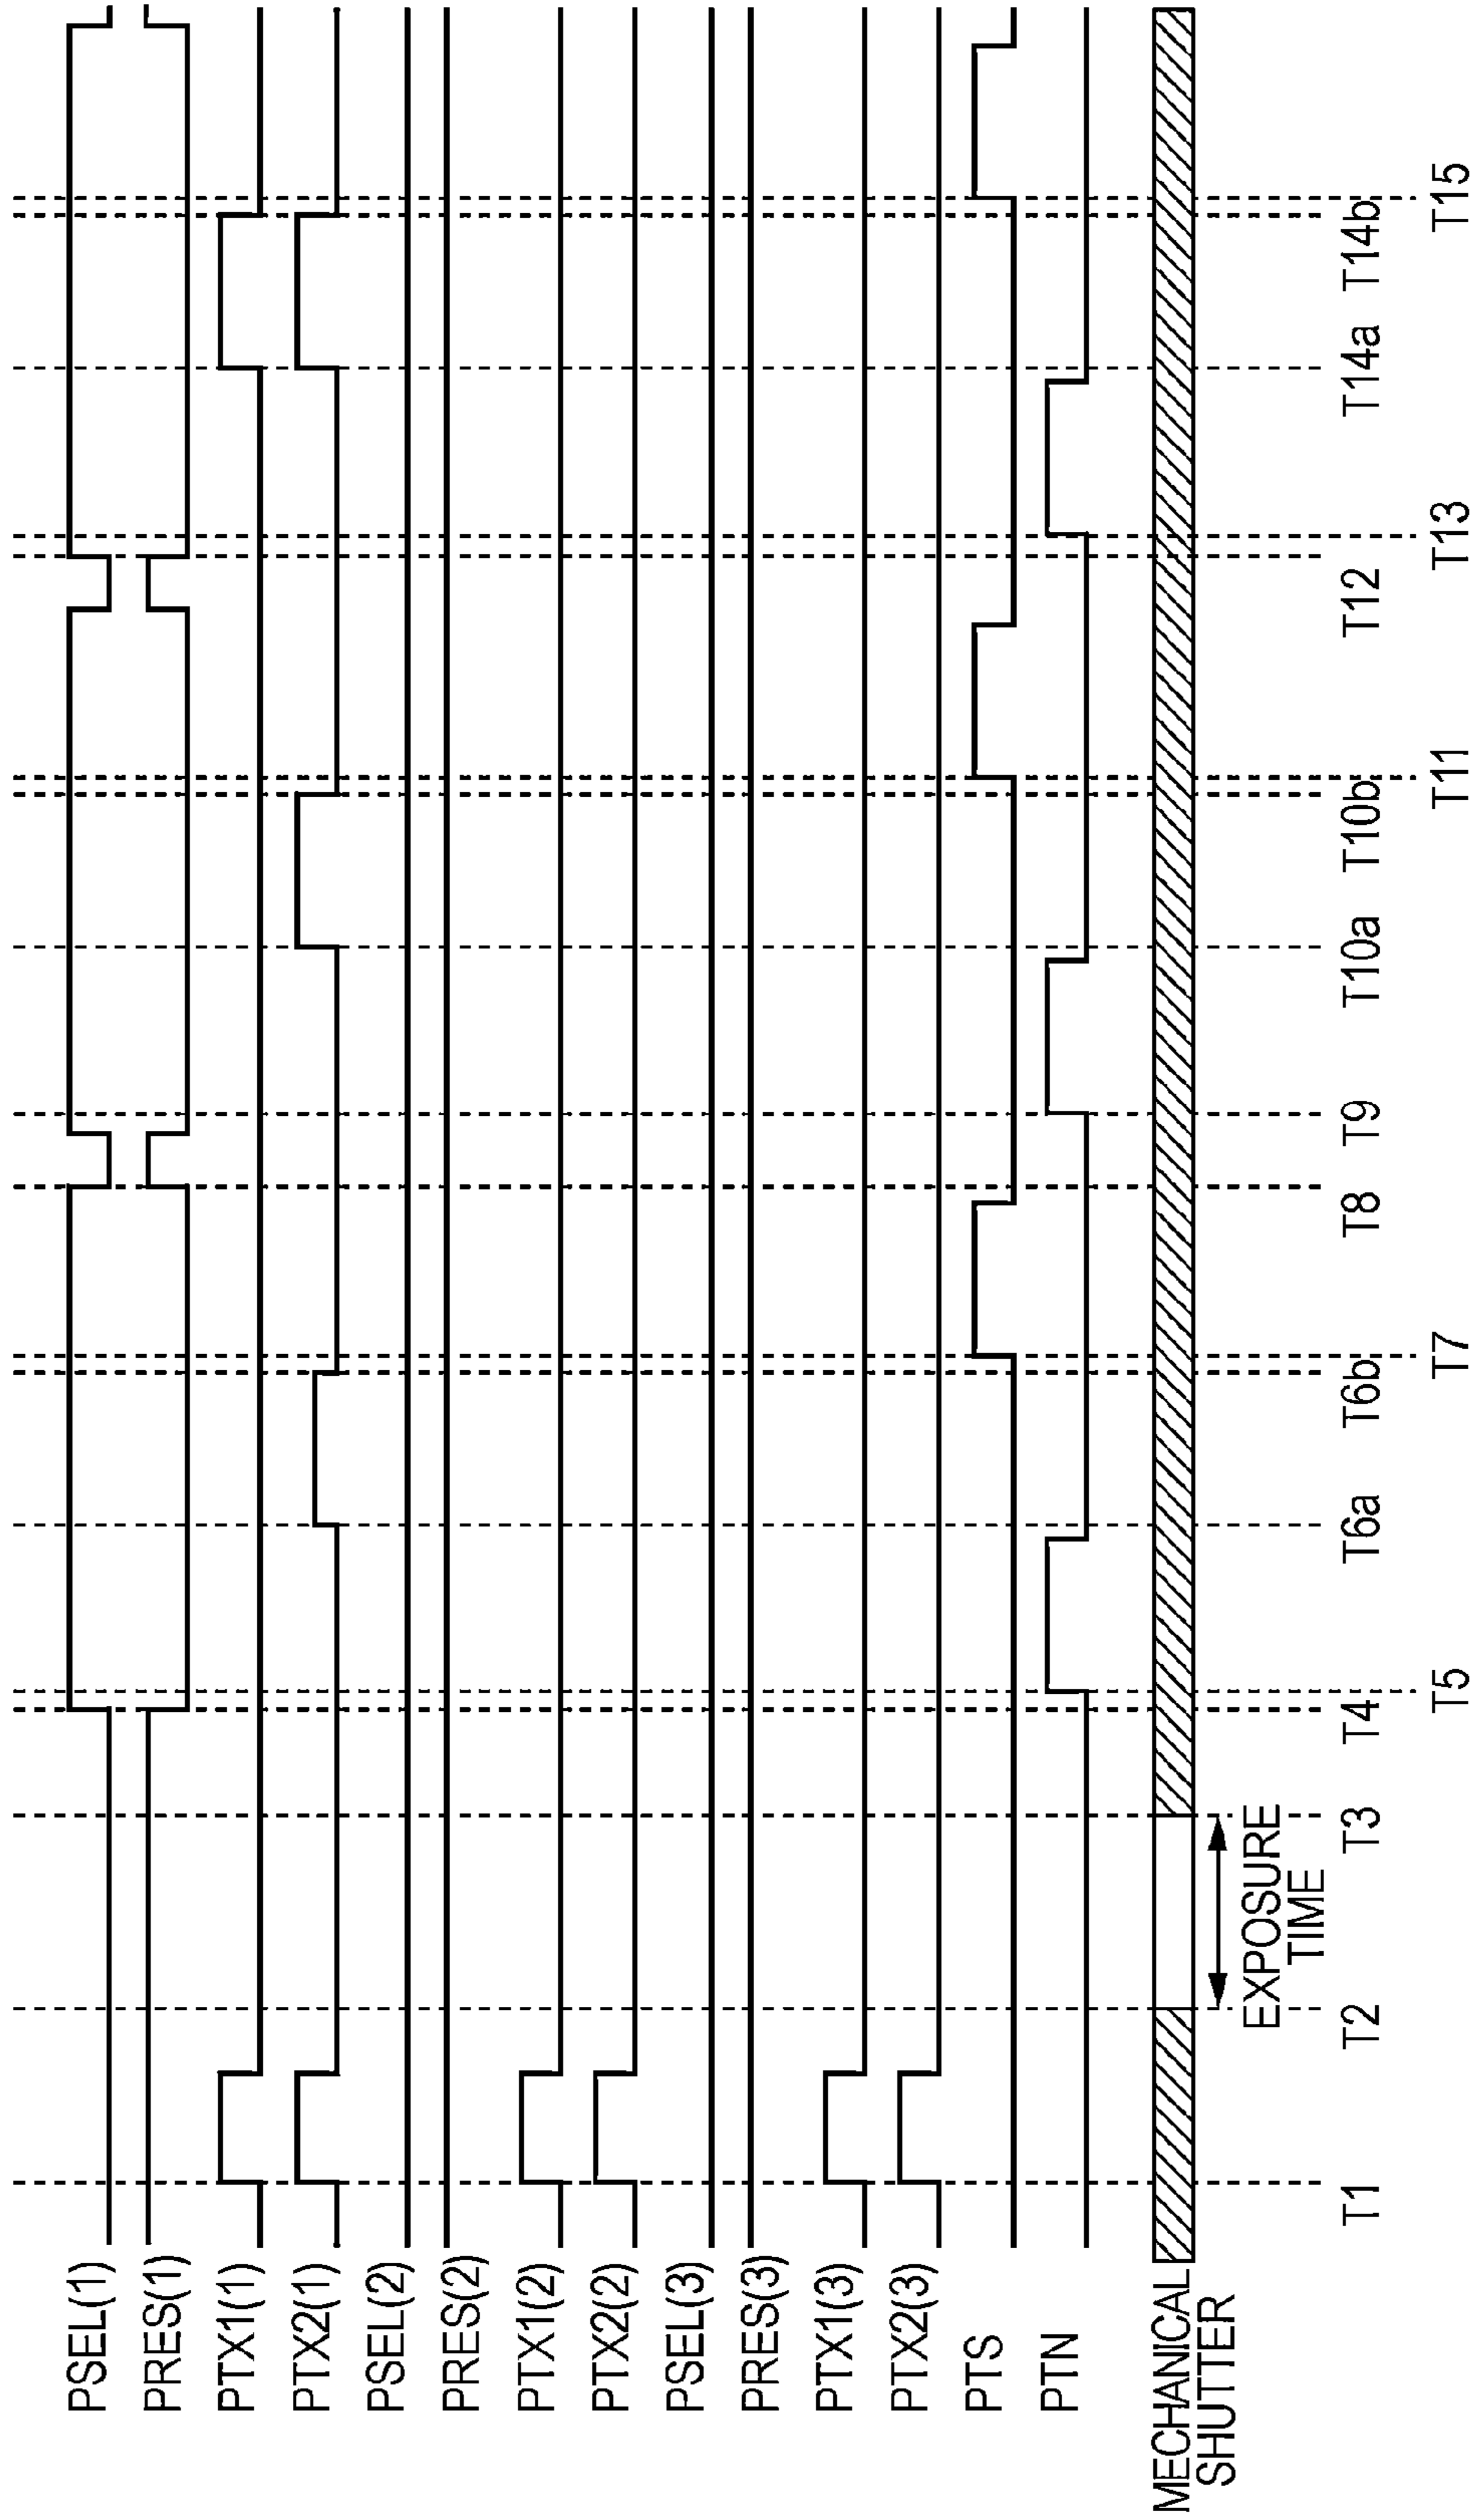 PSEL(1)
PRES(1)
PTX1(1)
PTX2(1)
PSEL(2)
PRES(2)
PTX1(2)
PTX2(2)
PSEL(3)
PRES(3)
PTX1(3)
PTX2(3)
PTS
PTN
MECHANICAL
SHUTTER
EXPOSURE
TIME
T1
T2
T3
T4
T5
T6a
T6b
T7
T8
T9
T10a
T10b
T11
T12
T13
T14a
T14b
T15